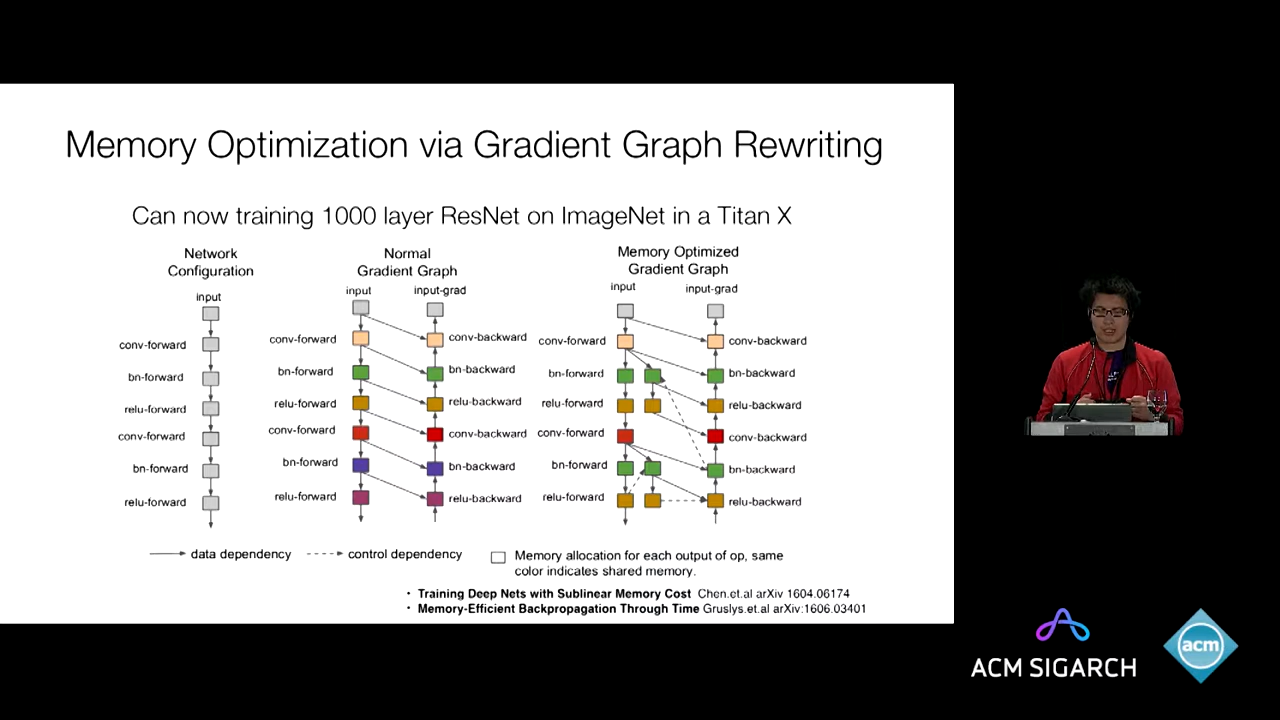 Memory Optimization via Gradient Graph Rewriting
Can now training 1000 layer ResNet on ImageNet in a Titan X
Network
Configuration
input
conv-forward
bn-forward
relu-forward
conv-forward
bn-forward
relu-forward
Normal
Gradient Graph
input
input-grad
conv-forward
conv-backward
bn-forward
bn-backward
relu-forward
relu-backward
conv-forward
conv-backward
bn-forward
bn-backward
relu-forward
relu-backward
Memory Optimized
Gradient Graph
input
input-grad
conv-forward
conv-backward
bn-forward
bn-backward
relu-forward
relu-backward
conv-forward
conv-backward
bn-forward
bn-backward
relu-forward
relu-backward
data dependency
control dependency
Memory allocation for each output of op, same
color indicates shared memory.
• Training Deep Nets with Sublinear Memory Cost Chen.et.al arXiv 1604.06174
• Memory-Efficient Backpropagation Through Time Gruslys.et.al arXiv:1606.03401
ACM SIGARCH
acm